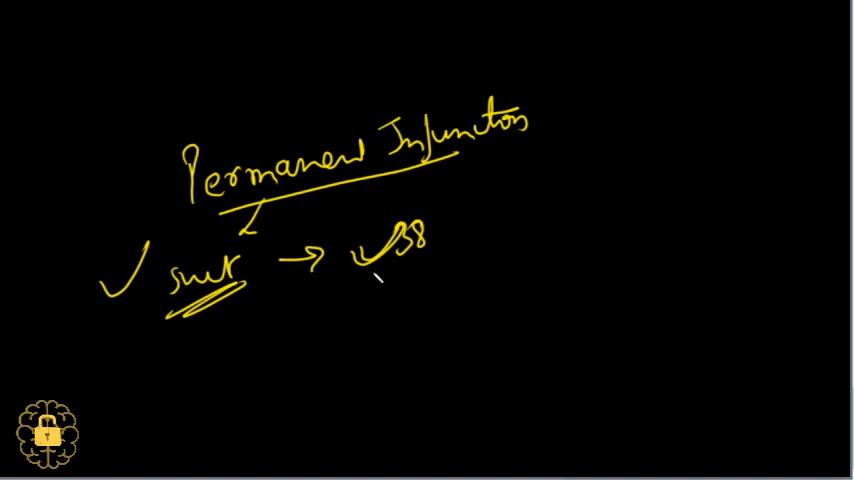 Permanent Injunction
suit → 38